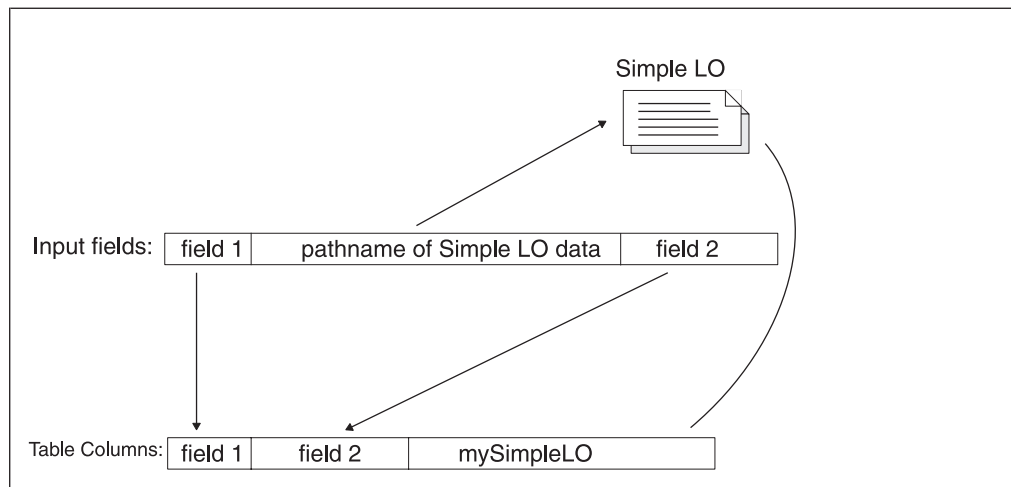 Simple LO
Input fields: field 1 pathname of Simple LO data field 2
Table Columns: field 1 field 2 mySimpleLO